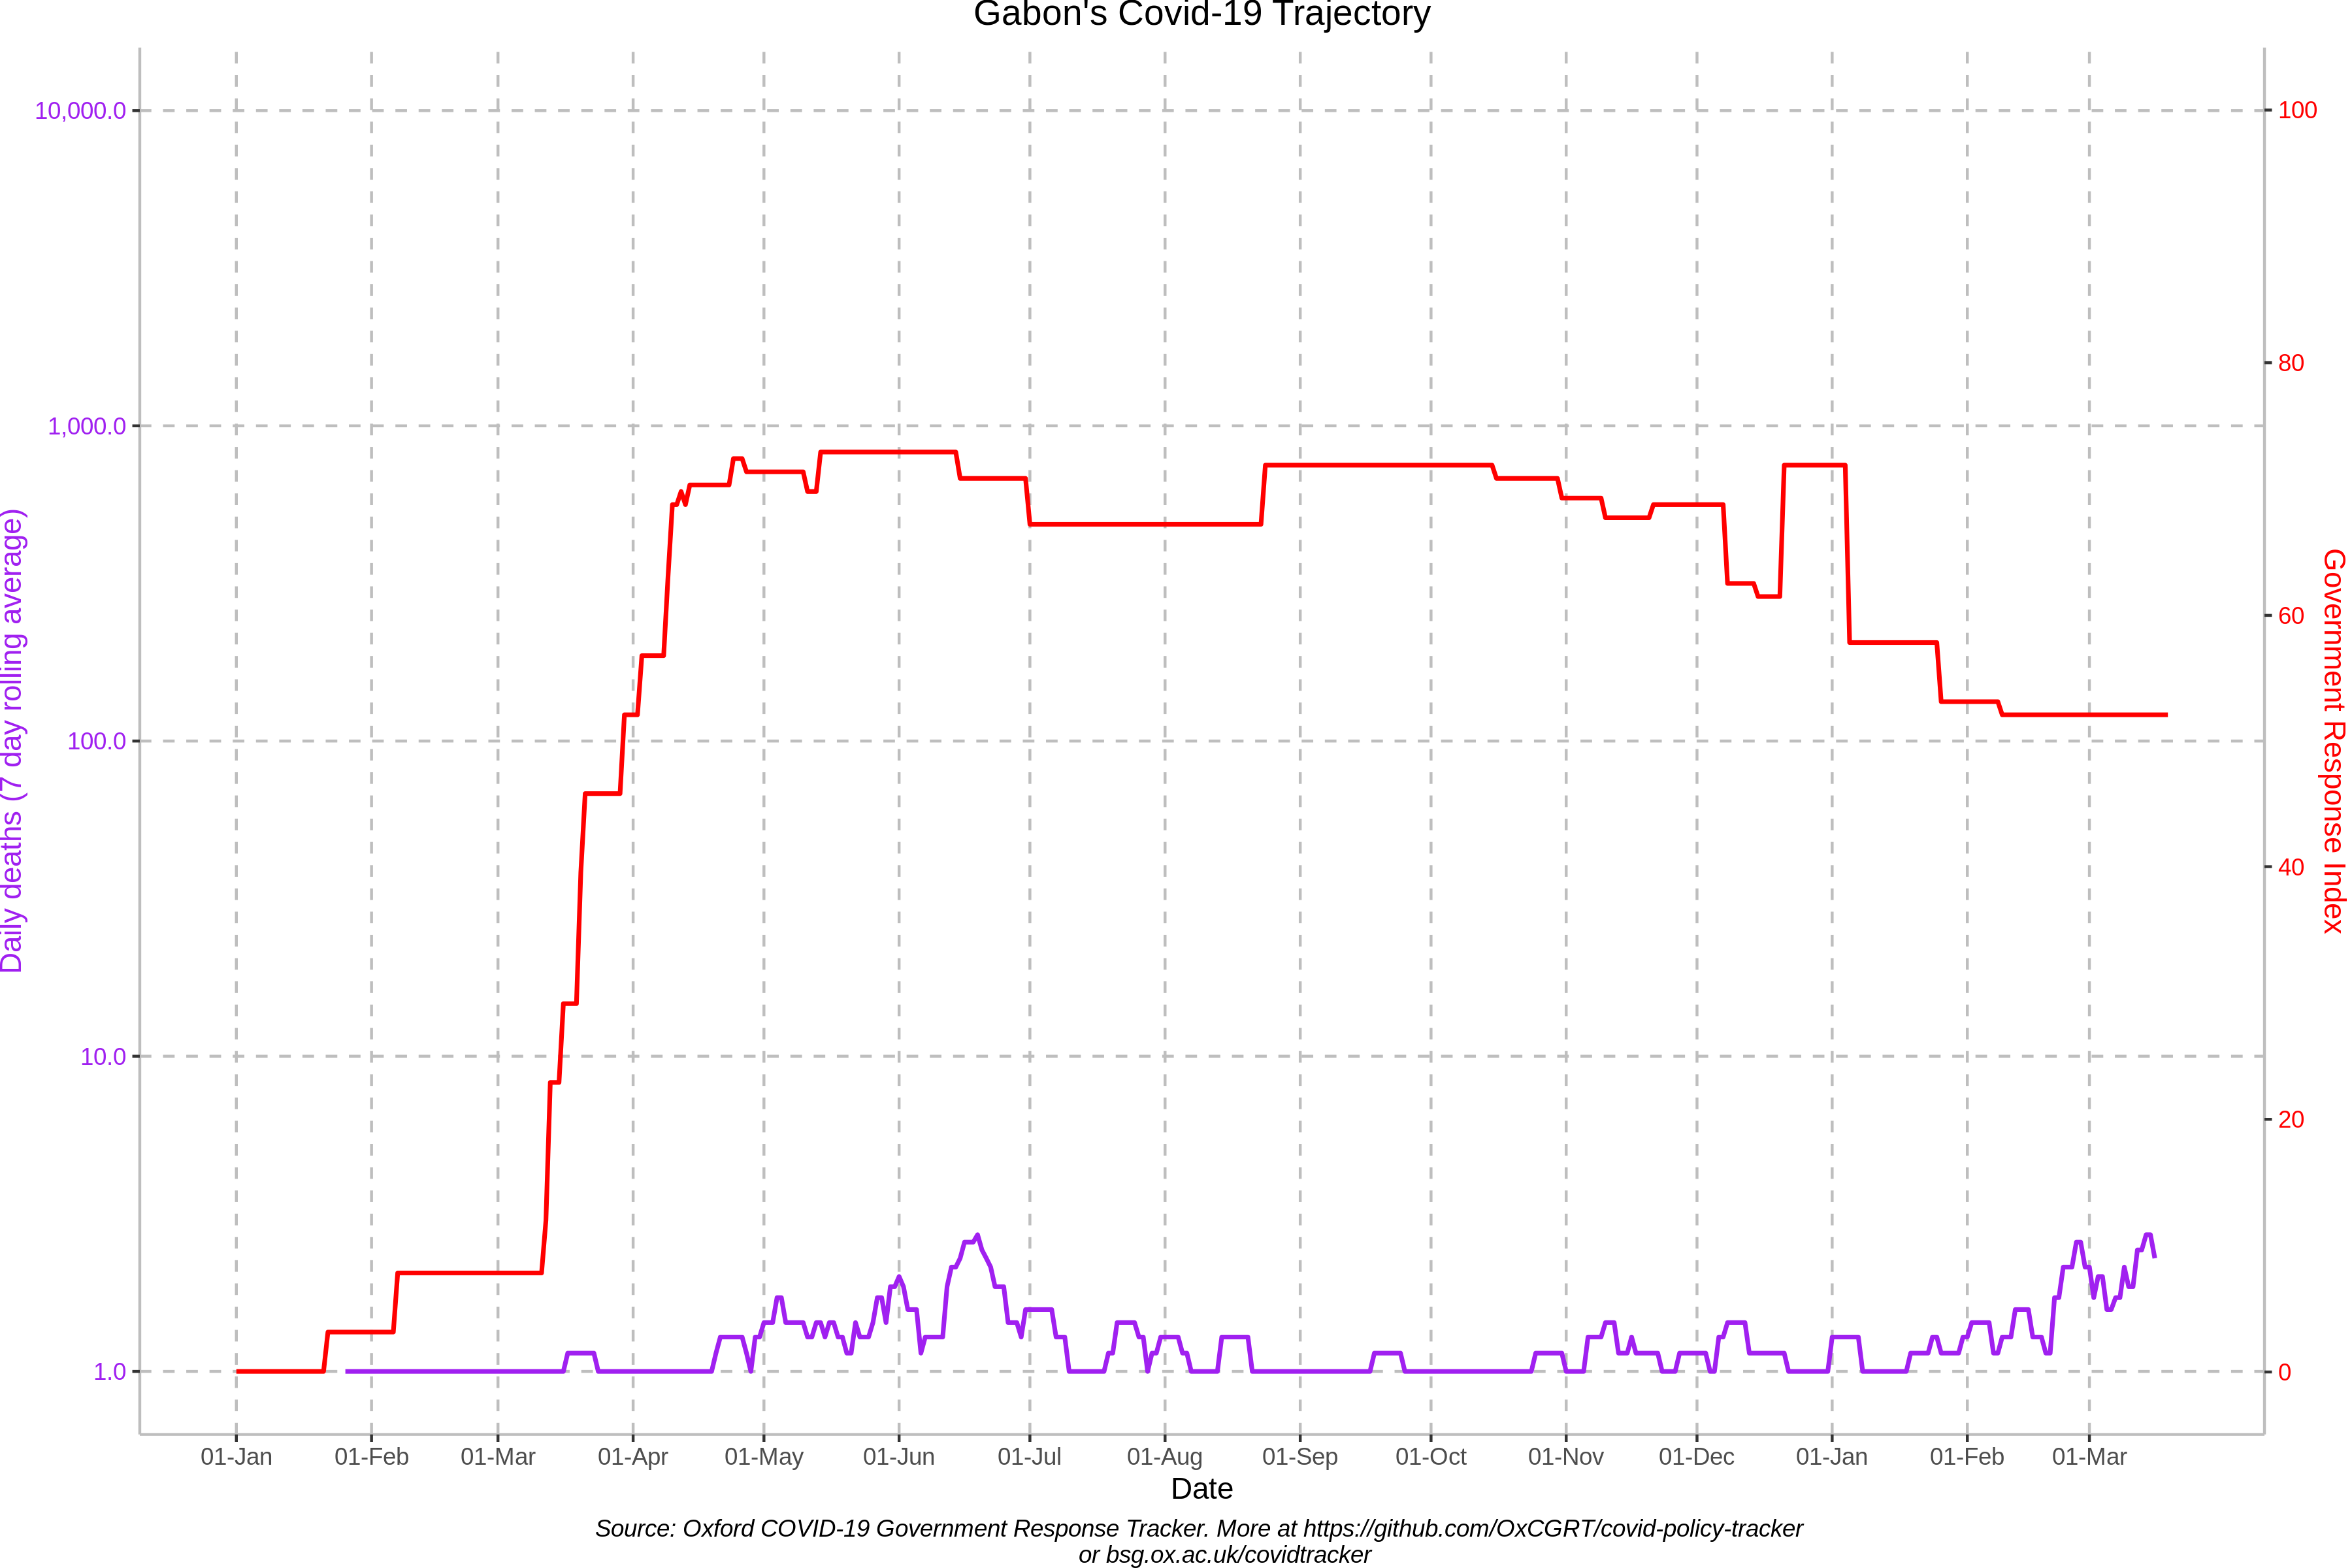 Gabon's Covid-19 Trajectory
10,000.0
1,000.0
100.0
10.0
1.0
Daily deaths (7 day rolling average)
100
80
60
40
20
0
Government Response Index
01-Jan
01-Feb
01-Mar
01-Apr
01-May
01-Jun
01-Jul
01-Aug
01-Sep
01-Oct
01-Nov
01-Dec
01-Jan
01-Feb
01-Mar
Date
Source: Oxford COVID-19 Government Response Tracker. More at https://github.com/OxCGRT/covid-policy-tracker
or bsg.ox.ac.uk/covidtracker